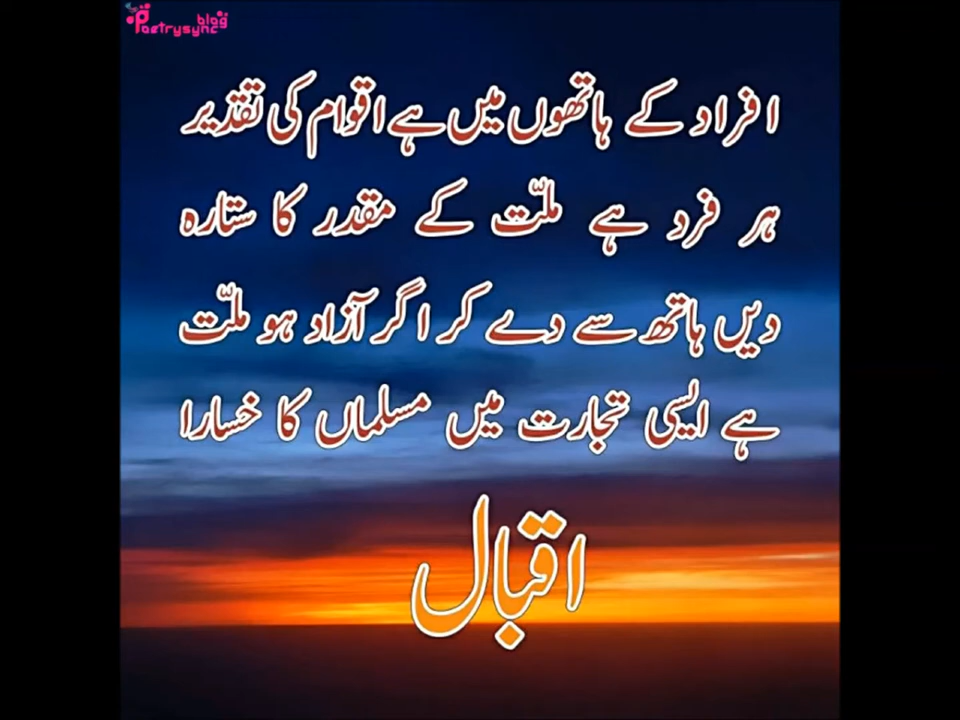 Poetrysync blog
افراد کے ہاتھوں میں ہے اقوام کی تقدیر
ہر فرد ہے ملّت کے مقدر کا ستارہ
دیں ہاتھ سے دے کر اگر آزاد ہو ملّت
ہے ایسی تجارت میں مسلماں کا خسارا
اقبال